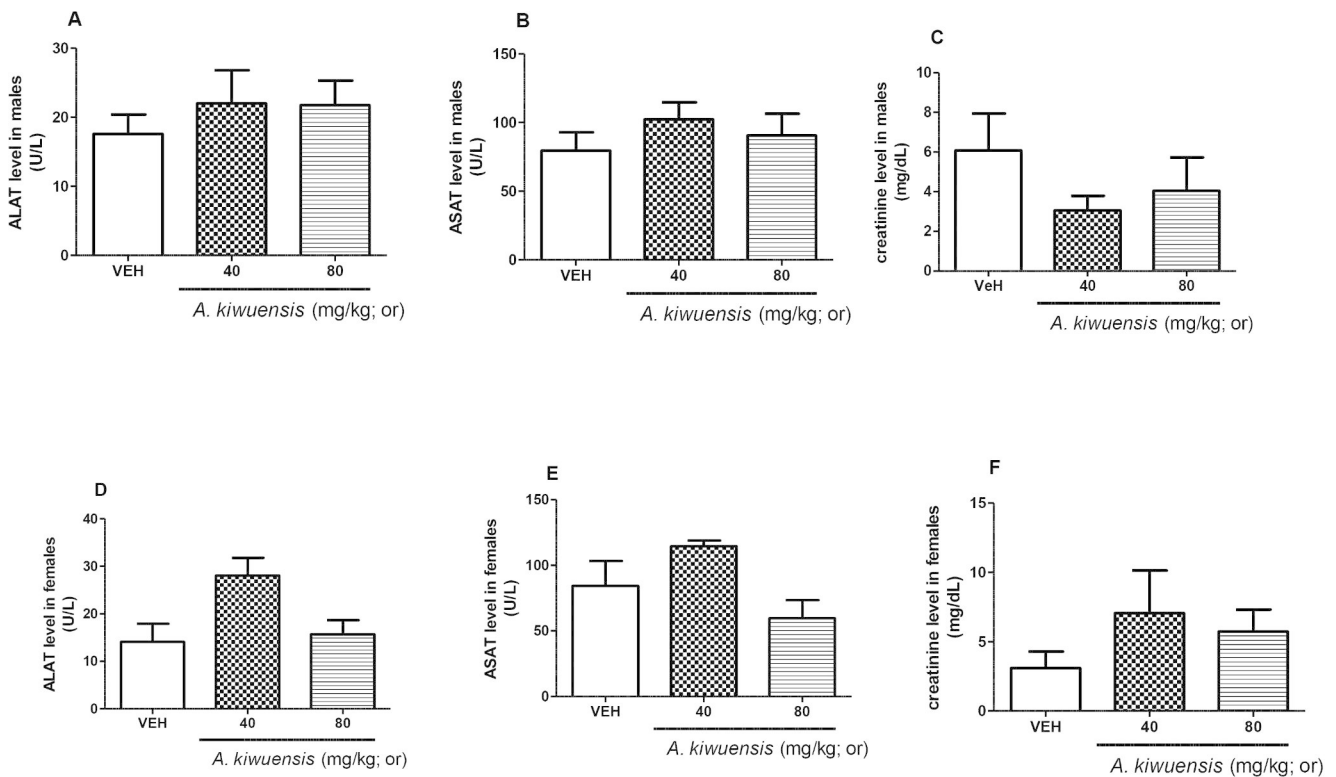 A
ALAT level in males
(U/L)
30
20
10
0
VEH
40
80
A. kiwuensis (mg/kg; or)
B
ASAT level in males
(U/L)
150
100
50
0
VEH
40
80
A. kiwuensis (mg/kg; or)
C
creatinine level in males
(mg/dL)
10
8
6
4
2
0
VeH
40
80
A. kiwuensis (mg/kg; or)
D
ALAT level in females
(U/L)
40
30
20
10
0
VEH
40
80
A. kiwuensis (mg/kg; or)
E
ASAT level in females
(U/L)
150
100
50
0
VEH
40
80
A. kiwuensis (mg/kg; or)
F
creatinine level in females
(mg/dL)
15
10
5
0
VEH
40
80
A. kiwuensis (mg/kg; or)